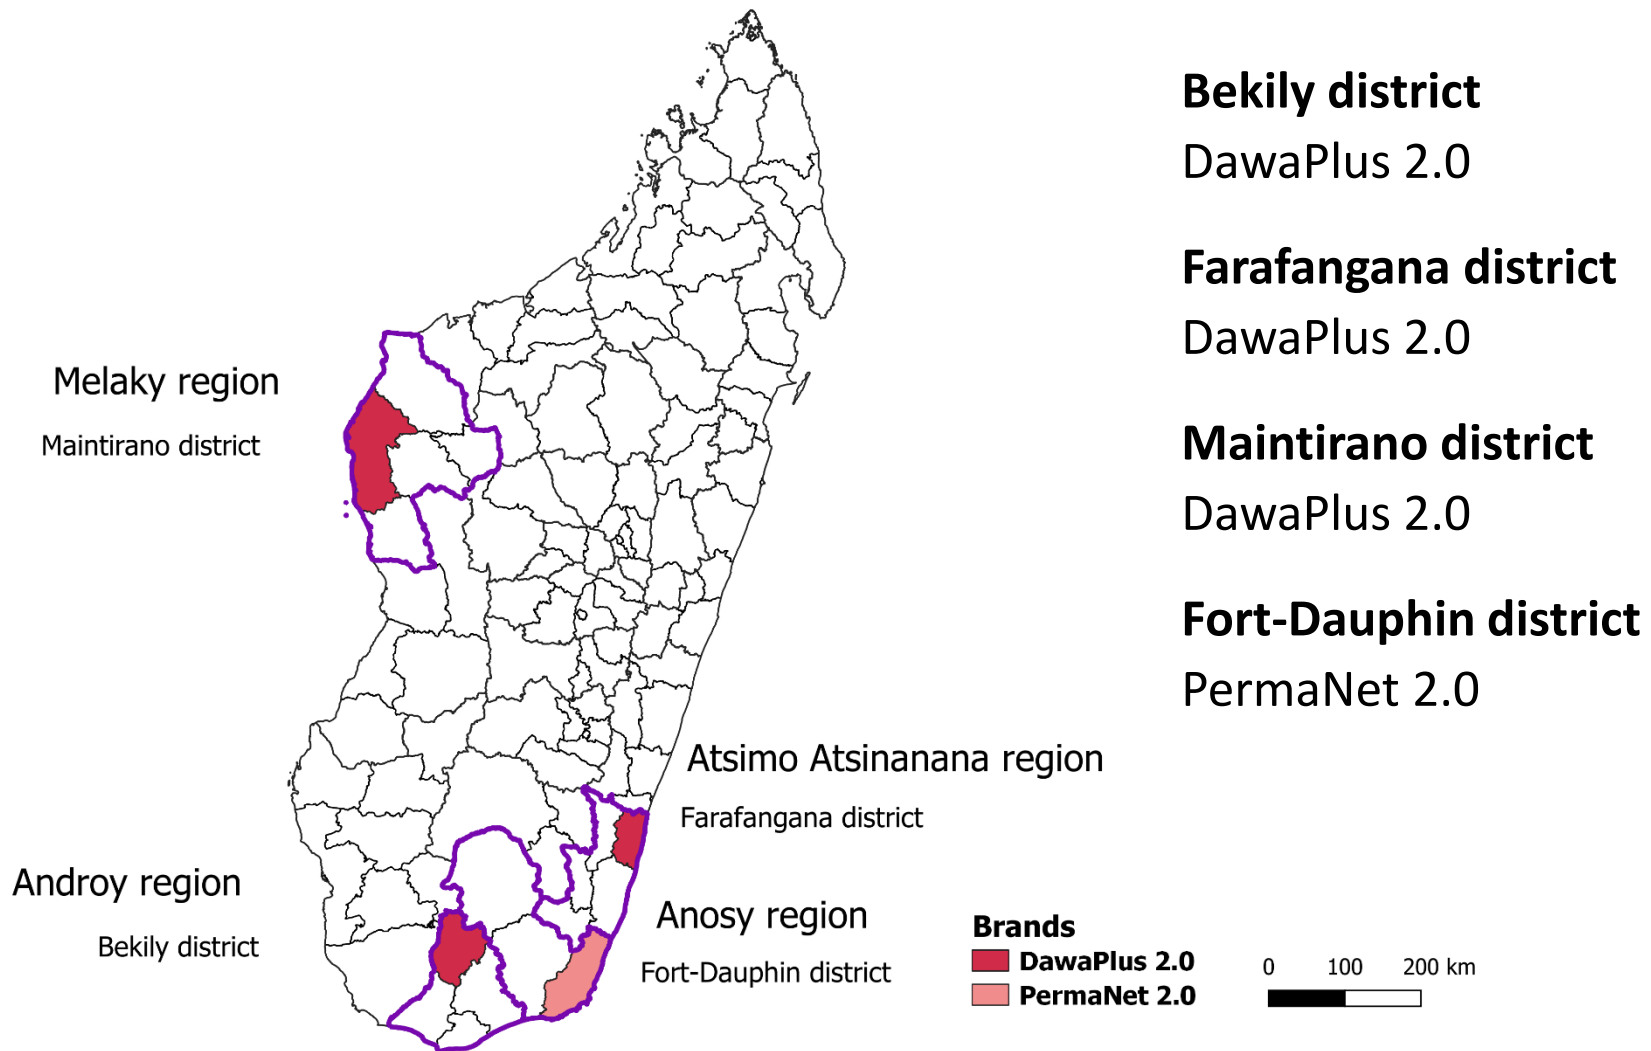 Melaky region
Maintirano district
Atsimo Atsinanana region
Farafangana district
Androy region
Bekily district
Anosy region
Fort-Dauphin district
Brands
DawaPlus 2.0
PermaNet 2.0
0 100 200 km
Bekily district
DawaPlus 2.0
Farafangana district
DawaPlus 2.0
Maintirano district
DawaPlus 2.0
Fort-Dauphin district
PermaNet 2.0